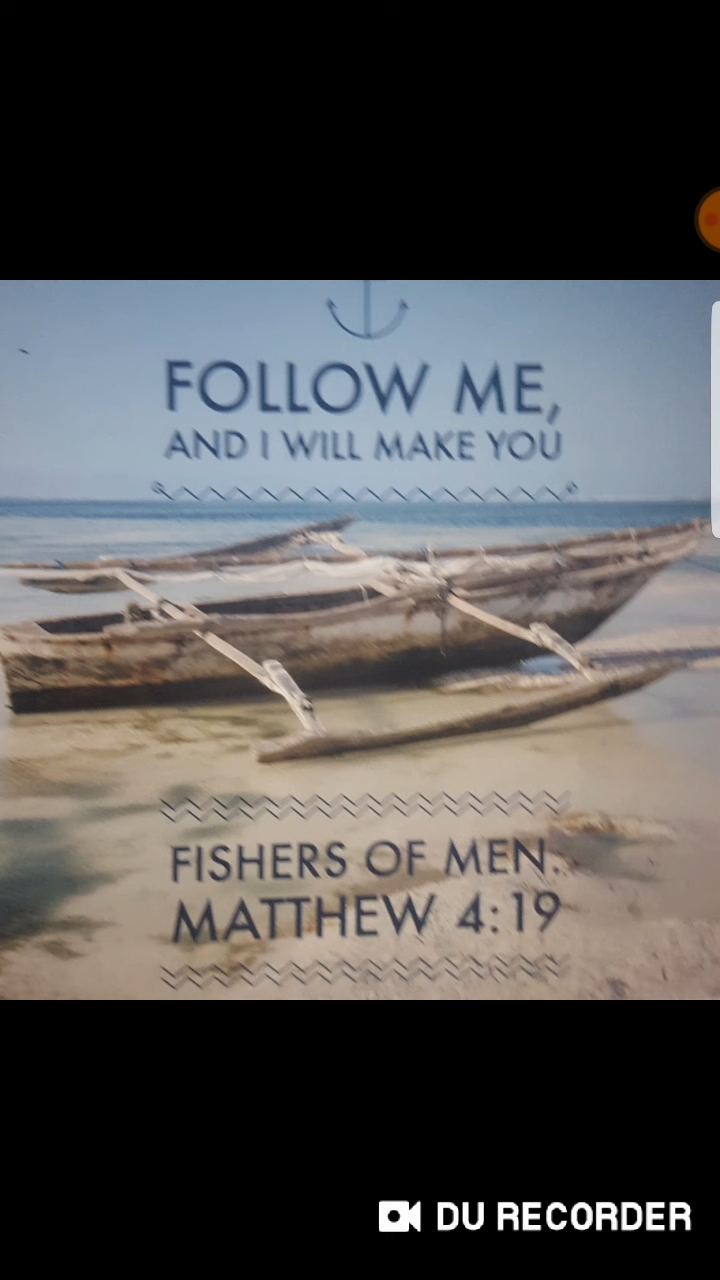 FOLLOW ME,
AND I WILL MAKE YOU
FISHERS OF MEN.
MATTHEW 4:19
DU RECORDER